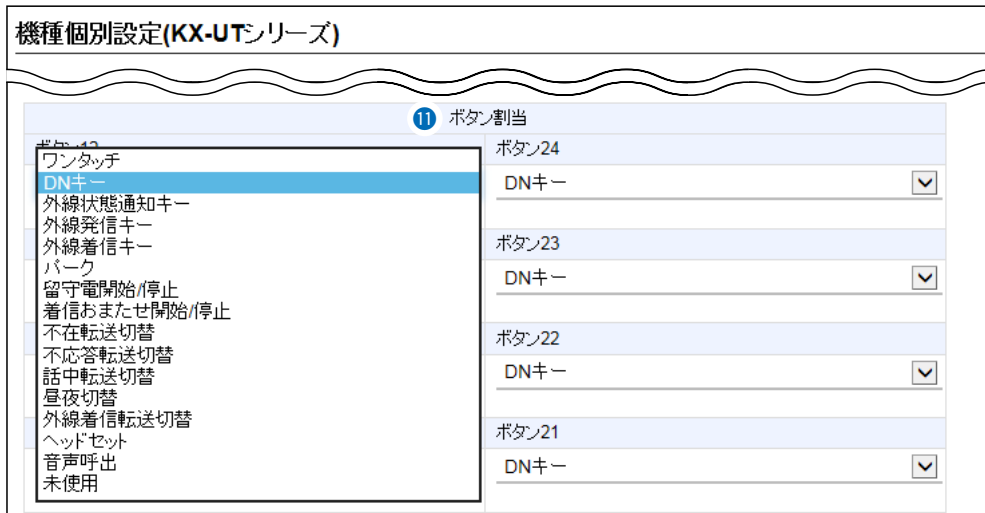 機種個別設定(KX-UTシリーズ)
11 ボタン割当
ボタン12
ボタン24
ワンタッチ
DNキー
DNキー
外線状態通知キー
外線発信キー
外線着信キー
ボタン23
パーク
DNキー
留守電開始/停止
着信おまたせ開始/停止
不在転送切替
ボタン22
不応答転送切替
話中転送切替
DNキー
昼夜切替
外線着信転送切替
ボタン21
ヘッドセット
音声呼出
DNキー
未使用